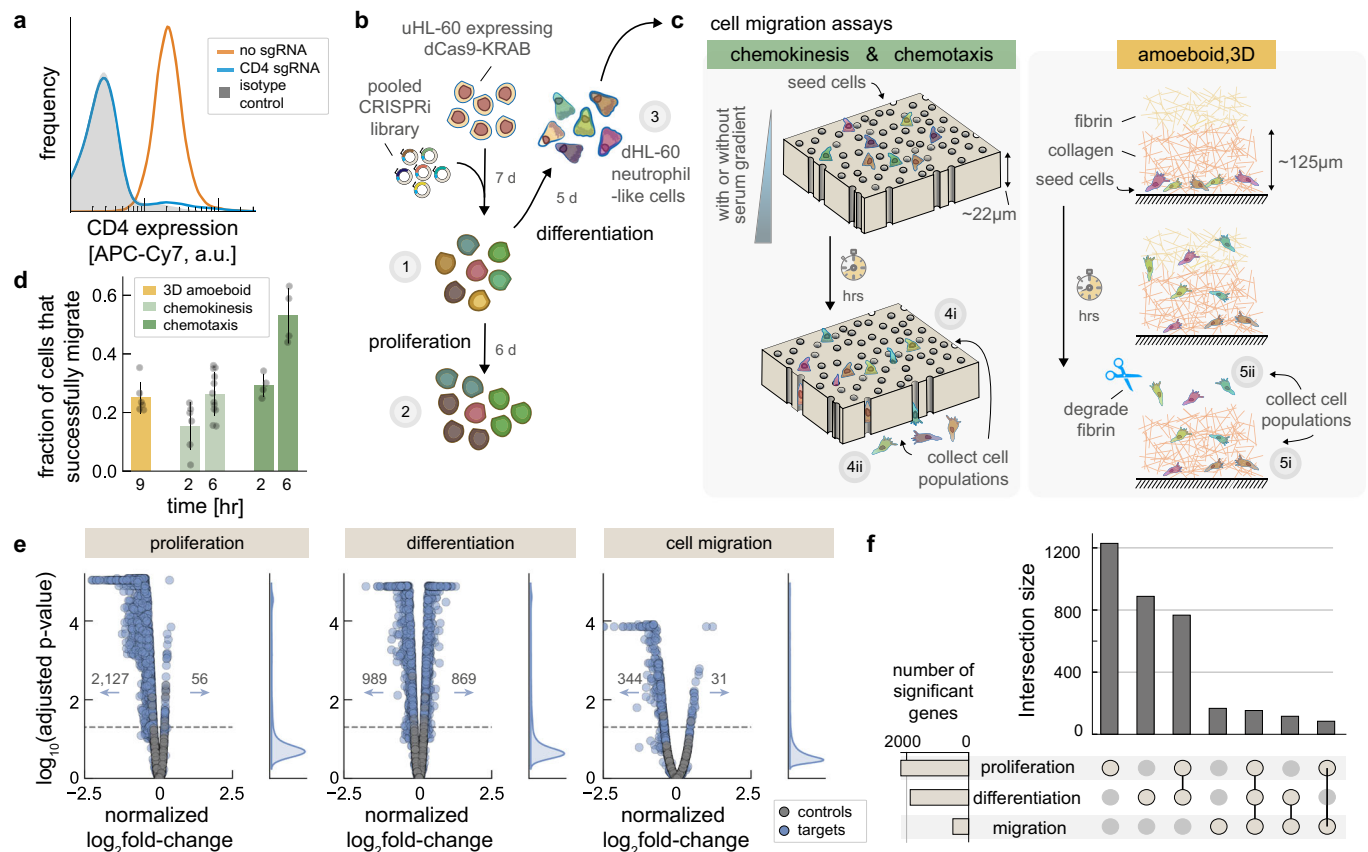 a
frequency
no sgRNA
CD4 sgRNA
isotype
control
CD4 expression
[APC-Cy7, a.u.]
b
uHL-60 expressing
dCas9-KRAB
pooled
CRISPRi
library
7 d
5 d
3
dHL-60
neutrophil
-like cells
differentiation
1
proliferation
6 d
2
c
cell migration assays
chemokinesis & chemotaxis
seed cells
with or without
serum gradient
~22μm
hrs
4i
4ii
collect cell
populations
amoeboid,3D
fibrin
collagen
seed cells
~125μm
hrs
degrade
fibrin
5ii
collect cell
populations
5i
d
fraction of cells that
successfully migrate
0.6
0.4
0.2
0.0
3D amoeboid
chemokinesis
chemotaxis
9 2 6 2 6
time [hr]
e
proliferation
differentiation
cell migration
log10(adjusted p-value)
4
2
0
2,127
56
−2.5 0 2.5
normalized
log2fold-change
4
2
0
989
869
−2.5 0 2.5
normalized
log2fold-change
4
2
0
344
31
−2.5 0 2.5
normalized
log2fold-change
controls
targets
f
Intersection size
1200
800
400
0
number of
significant
genes
2000 0
proliferation
differentiation
migration